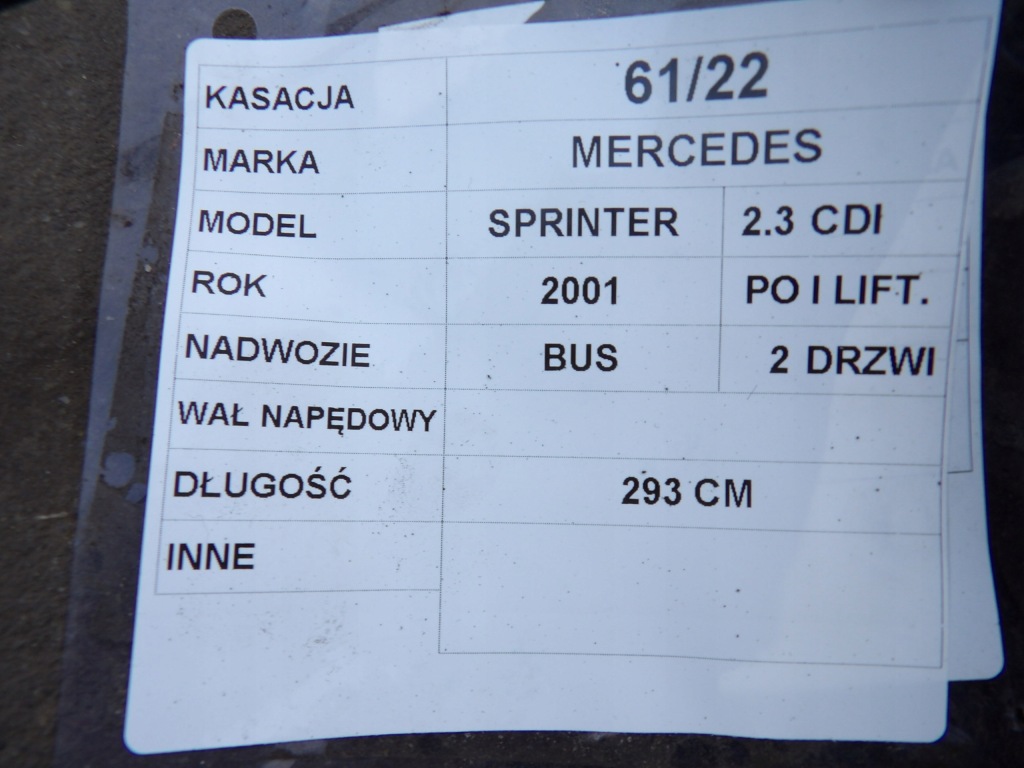 KASACJA 61/22
MARKA MERCEDES
MODEL SPRINTER 2.3 CDI
ROK 2001 PO I LIFT.
NADWOZIE BUS 2 DRZWI
WAŁ NAPĘDOWY
DŁUGOŚĆ 293 CM
INNE